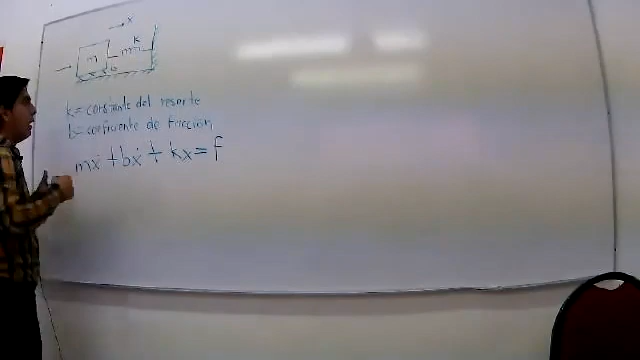 x
k
m
b
k= constante del resorte
b= coeficiente de fricción
mẍ + bẋ + kx = f